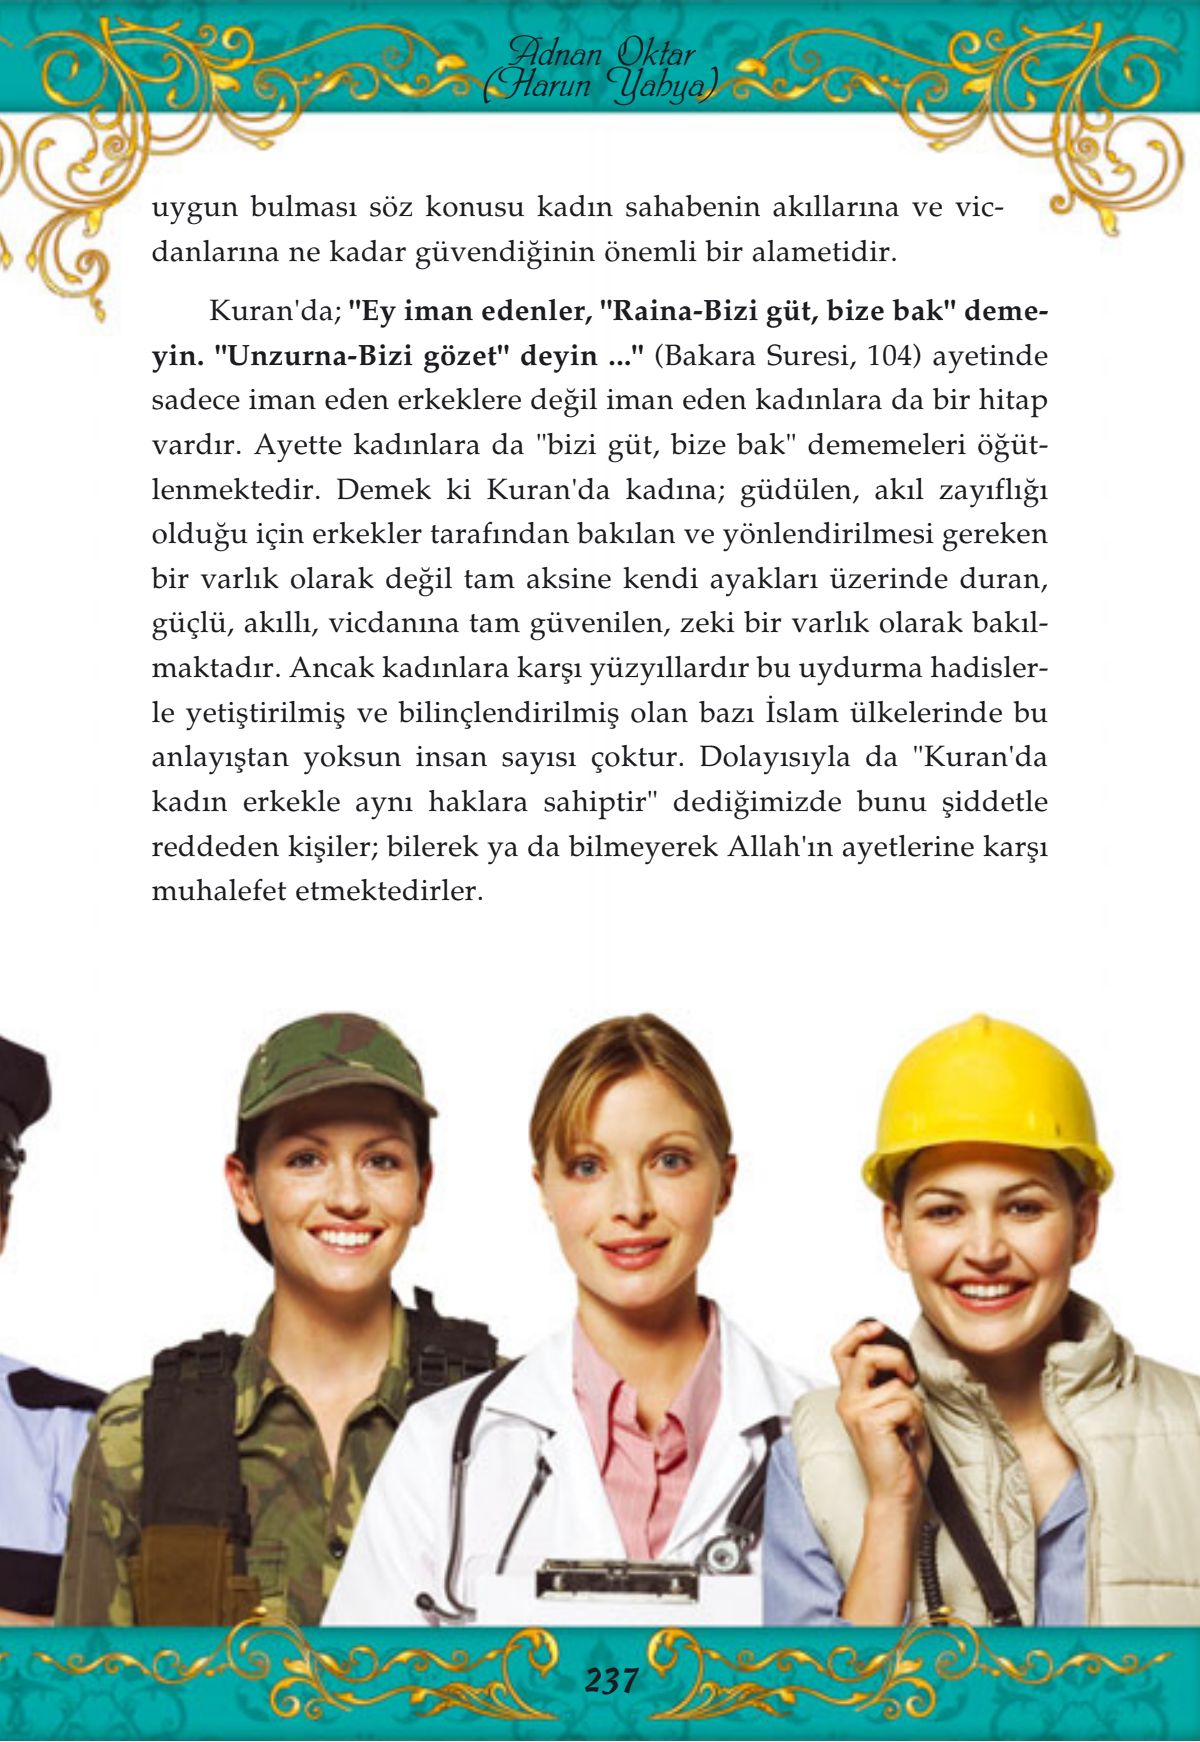 Adnan Oktar
(Harun Yahya)
uygun bulması söz konusu kadın sahabenin akıllarına ve vic-
danlarına ne kadar güvendiğinin önemli bir alametidir.
Kuran'da; "Ey iman edenler, "Raina-Bizi güt, bize bak" deme-
yin. "Unzurna-Bizi gözet" deyin ..." (Bakara Suresi, 104) ayetinde
sadece iman eden erkeklere değil iman eden kadınlara da bir hitap
vardır. Ayette kadınlara da "bizi güt, bize bak" dememeleri öğüt-
lenmektedir. Demek ki Kuran'da kadına; güdülen, akıl zayıflığı
olduğu için erkekler tarafından bakılan ve yönlendirilmesi gereken
bir varlık olarak değil tam aksine kendi ayakları üzerinde duran,
güçlü, akıllı, vicdanına tam güvenilen, zeki bir varlık olarak bakıl-
maktadır. Ancak kadınlara karşı yüzyıllardır bu uydurma hadisler-
le yetiştirilmiş ve bilinçlendirilmiş olan bazı İslam ülkelerinde bu
anlayıştan yoksun insan sayısı çoktur. Dolayısıyla da "Kuran'da
kadın erkekle aynı haklara sahiptir" dediğimizde bunu şiddetle
reddeden kişiler; bilerek ya da bilmeyerek Allah'ın ayetlerine karşı
muhalefet etmektedirler.
237